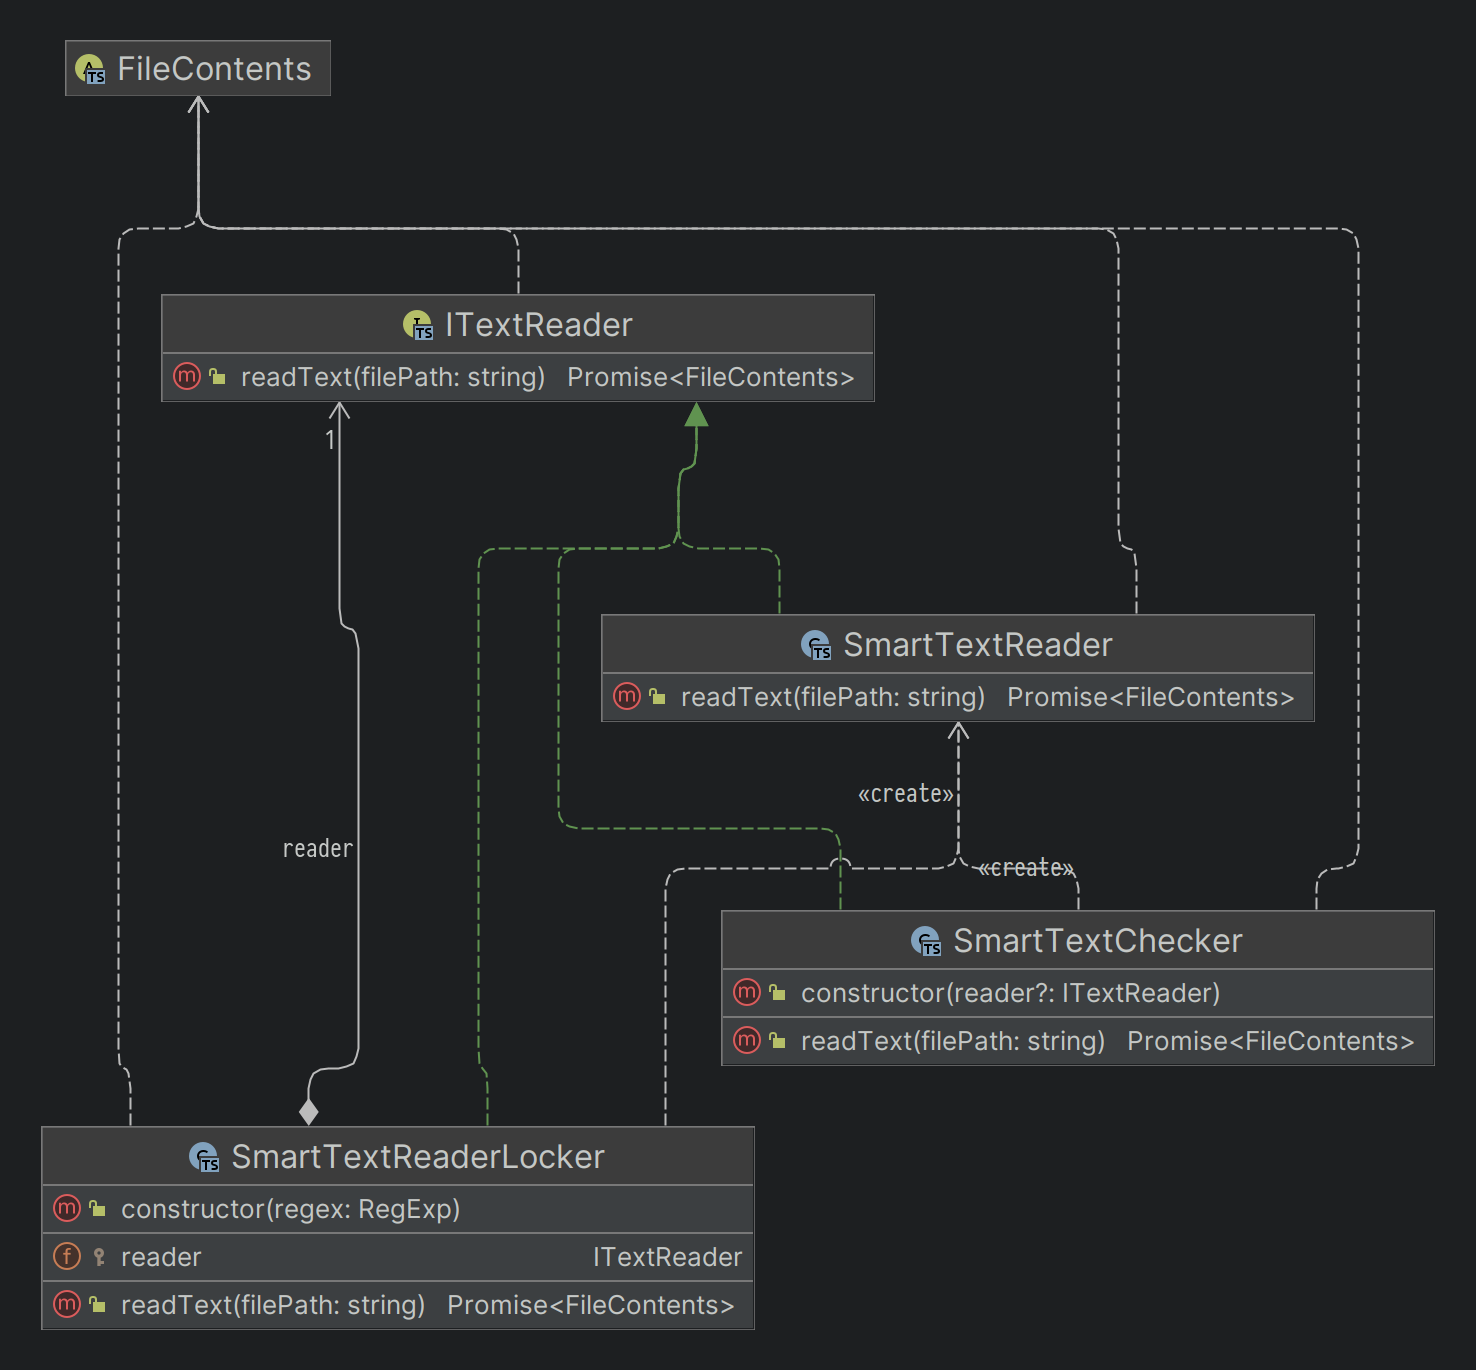 FileContents
ITextReader
readText(filePath: string) Promise<FileContents>
1
SmartTextReader
readText(filePath: string) Promise<FileContents>
«create»
reader
«create»
SmartTextChecker
constructor(reader?: ITextReader)
readText(filePath: string) Promise<FileContents>
SmartTextReaderLocker
constructor(regex: RegExp)
reader ITextReader
readText(filePath: string) Promise<FileContents>